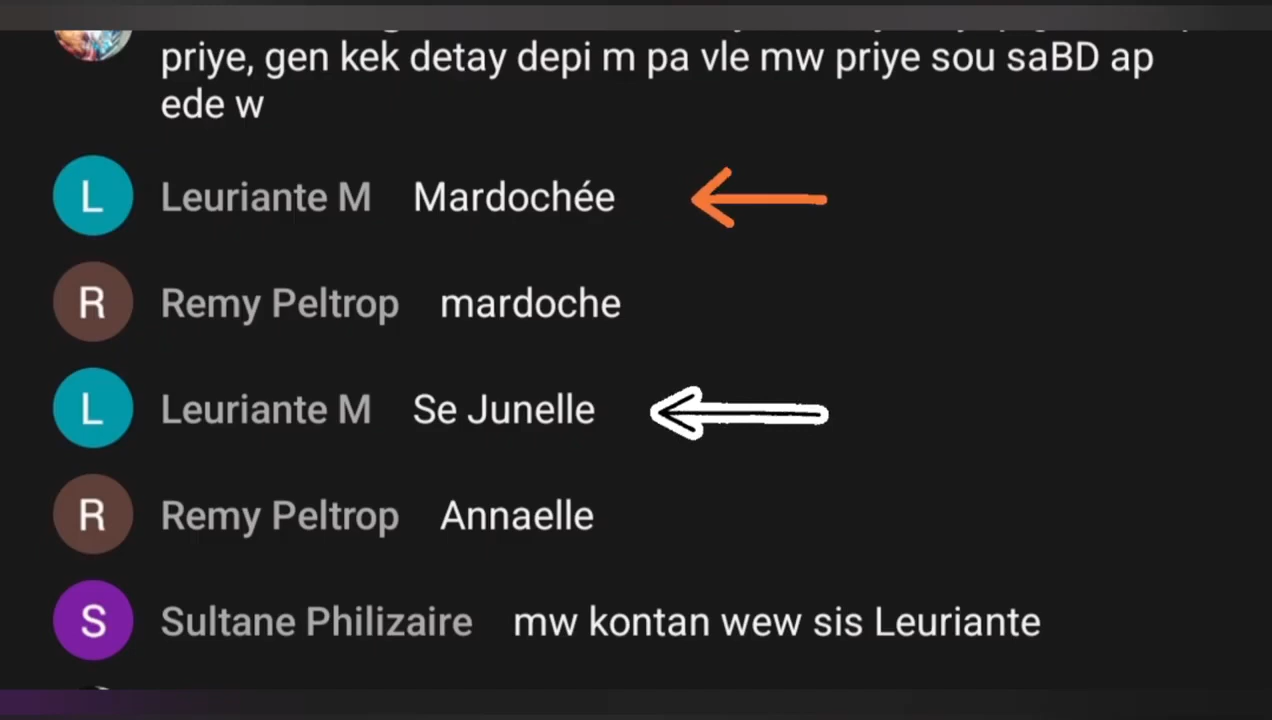 priye, gen kek detay depi m pa vle mw priye sou saBD ap
ede w
L Leuriante M Mardochée
R Remy Peltrop mardoche
L Leuriante M Se Junelle
R Remy Peltrop Annaelle
S Sultane Philizaire mw kontan wew sis Leuriante